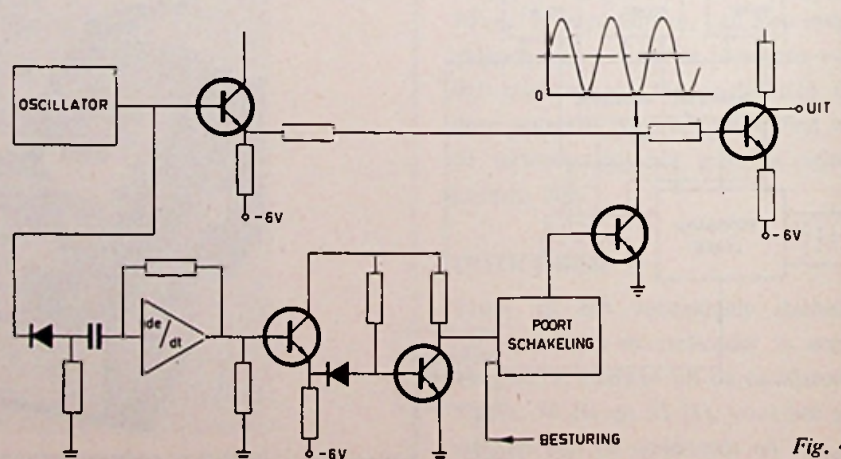 OSCILLATOR
0
UIT
-6V
-6V
de/dt
POORT
SCHAKELING
-6V
BESTURING
Fig.